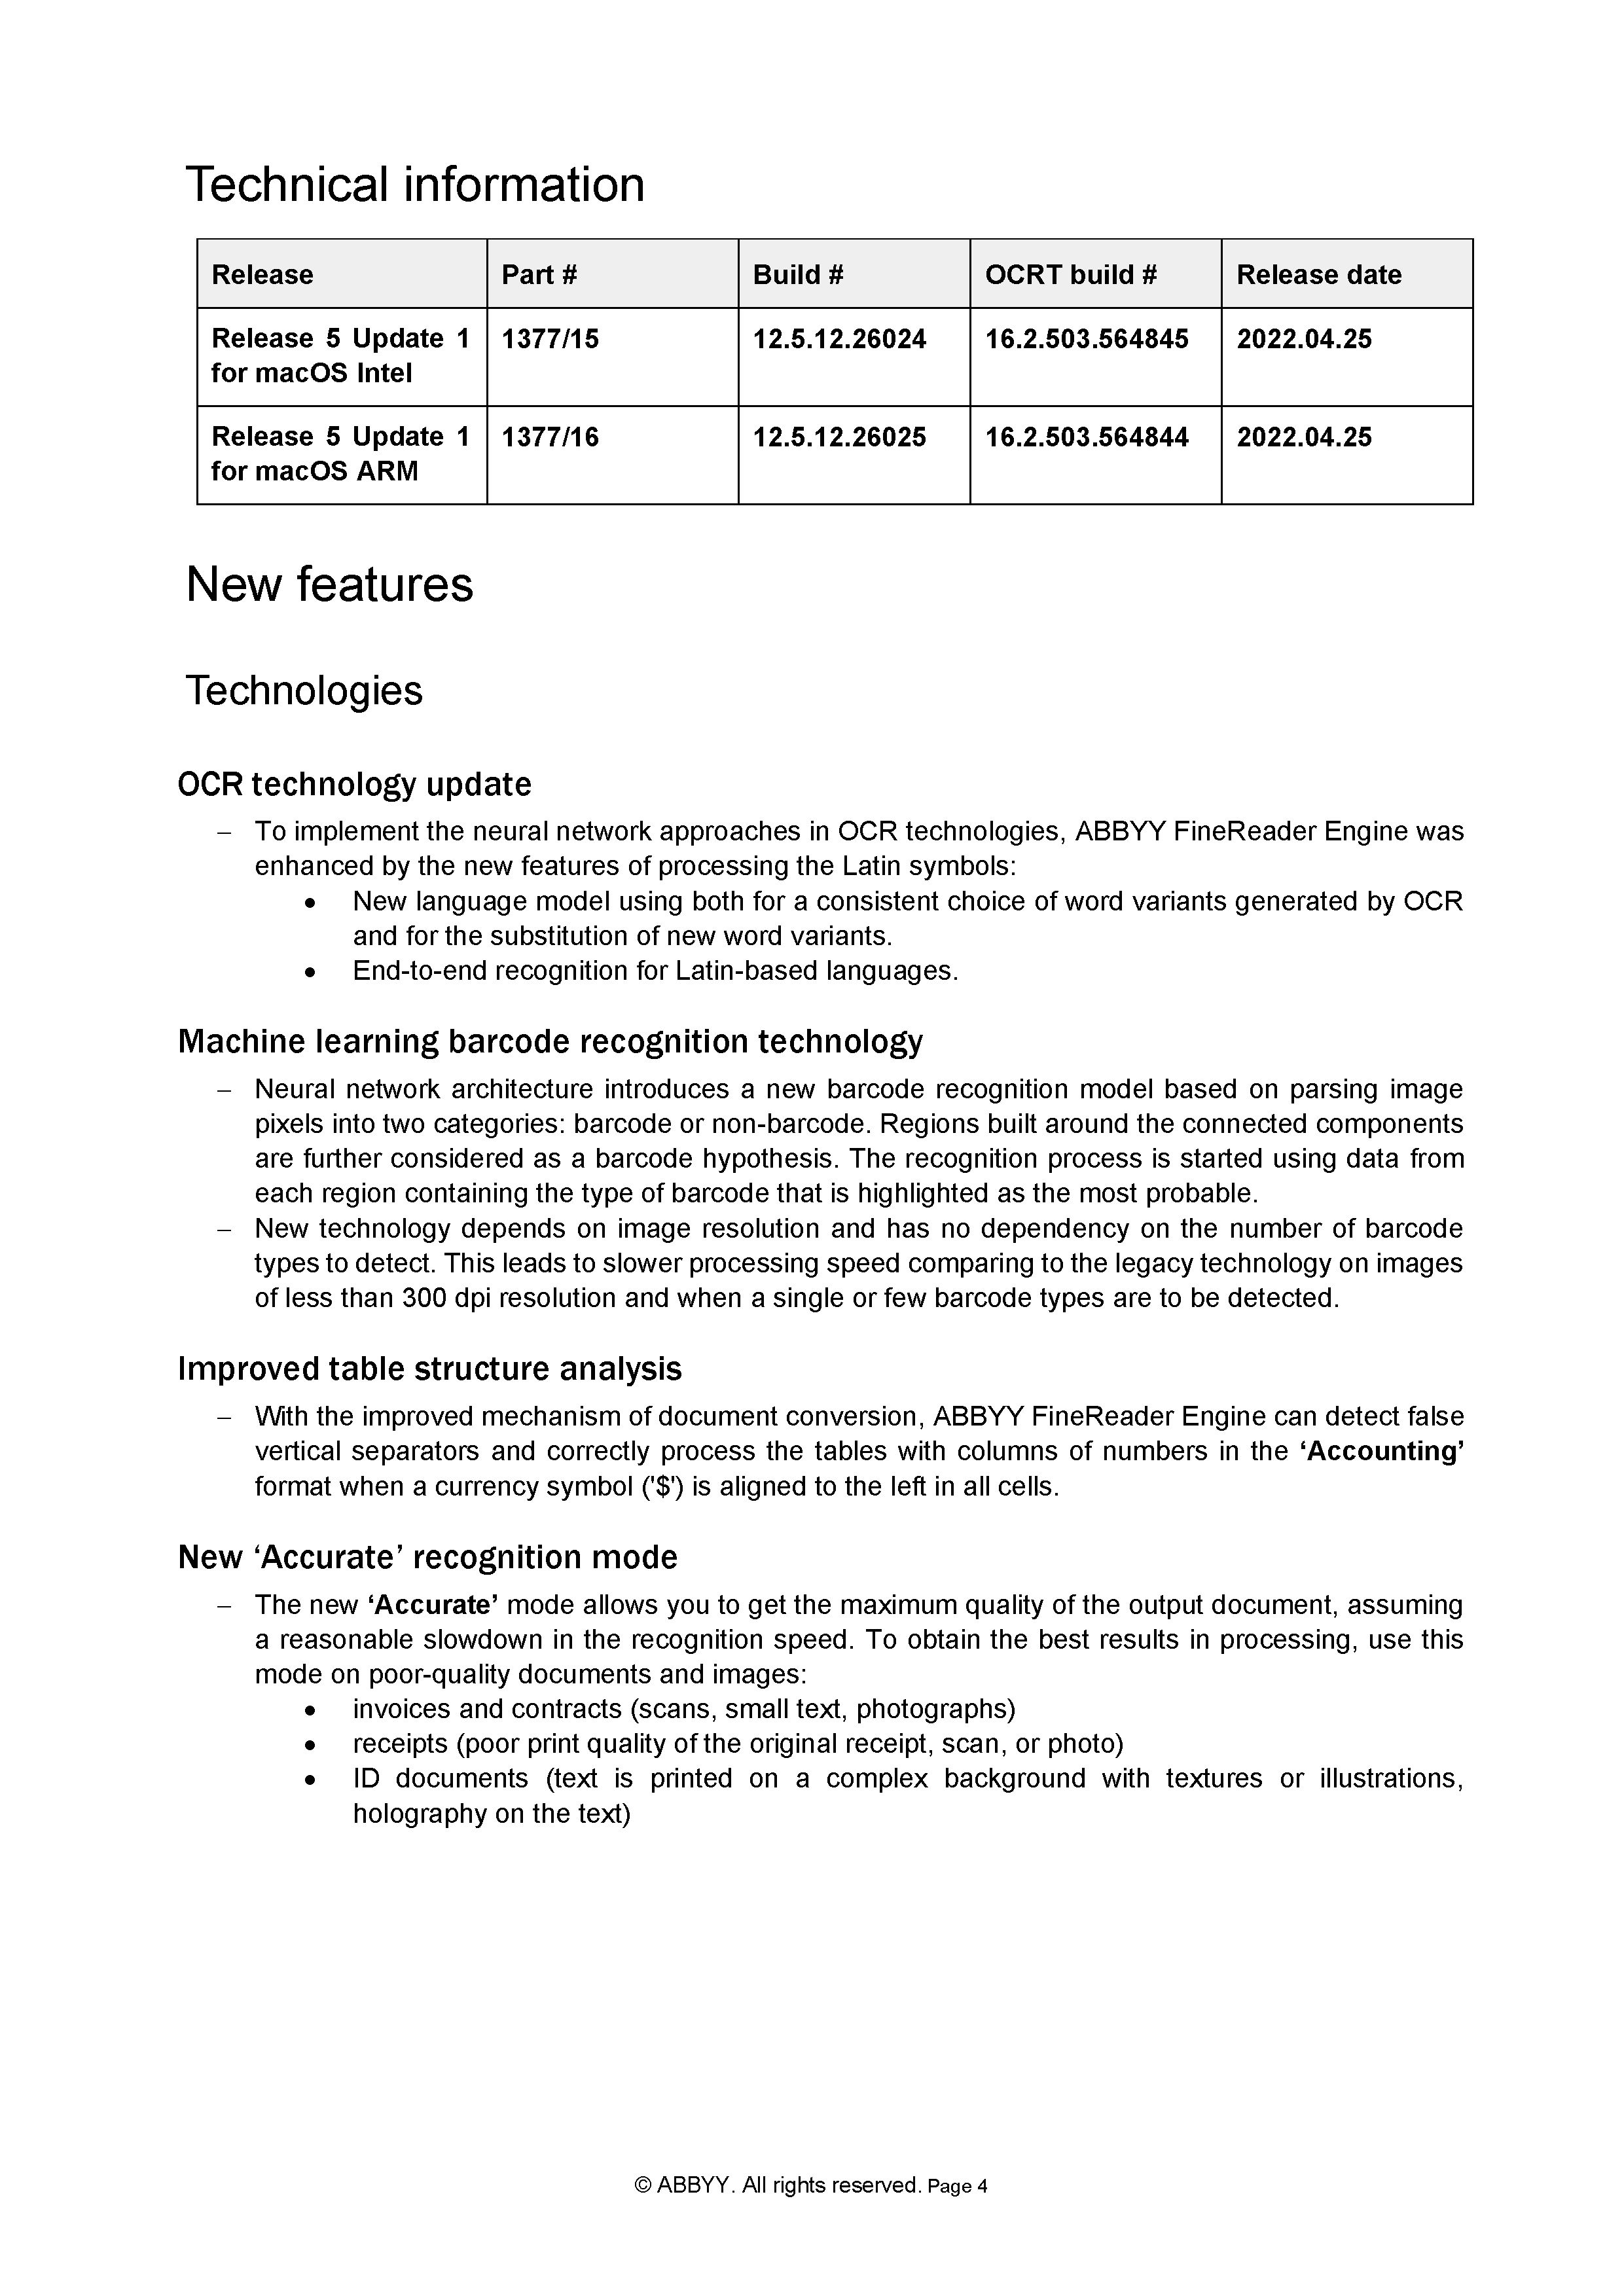 Technical information
Release Part # Build # OCRT build # Release date
Release 5 Update 1 1377/15 12.5.12.26024 16.2.503.564845 2022.04.25
for macOS Intel
Release 5 Update 1 1377/16 12.5.12.26025 16.2.503.564844 2022.04.25
for macOS ARM
New features
Technologies
OCR technology update
– To implement the neural network approaches in OCR technologies, ABBYY FineReader Engine was
enhanced by the new features of processing the Latin symbols:
• New language model using both for a consistent choice of word variants generated by OCR
and for the substitution of new word variants.
• End-to-end recognition for Latin-based languages.
Machine learning barcode recognition technology
– Neural network architecture introduces a new barcode recognition model based on parsing image
pixels into two categories: barcode or non-barcode. Regions built around the connected components
are further considered as a barcode hypothesis. The recognition process is started using data from
each region containing the type of barcode that is highlighted as the most probable.
– New technology depends on image resolution and has no dependency on the number of barcode
types to detect. This leads to slower processing speed comparing to the legacy technology on images
of less than 300 dpi resolution and when a single or few barcode types are to be detected.
Improved table structure analysis
– With the improved mechanism of document conversion, ABBYY FineReader Engine can detect false
vertical separators and correctly process the tables with columns of numbers in the ‘Accounting’
format when a currency symbol ('$') is aligned to the left in all cells.
New ‘Accurate’ recognition mode
– The new ‘Accurate’ mode allows you to get the maximum quality of the output document, assuming
a reasonable slowdown in the recognition speed. To obtain the best results in processing, use this
mode on poor-quality documents and images:
• invoices and contracts (scans, small text, photographs)
• receipts (poor print quality of the original receipt, scan, or photo)
• ID documents (text is printed on a complex background with textures or illustrations,
holography on the text)
© ABBYY. All rights reserved. Page 4